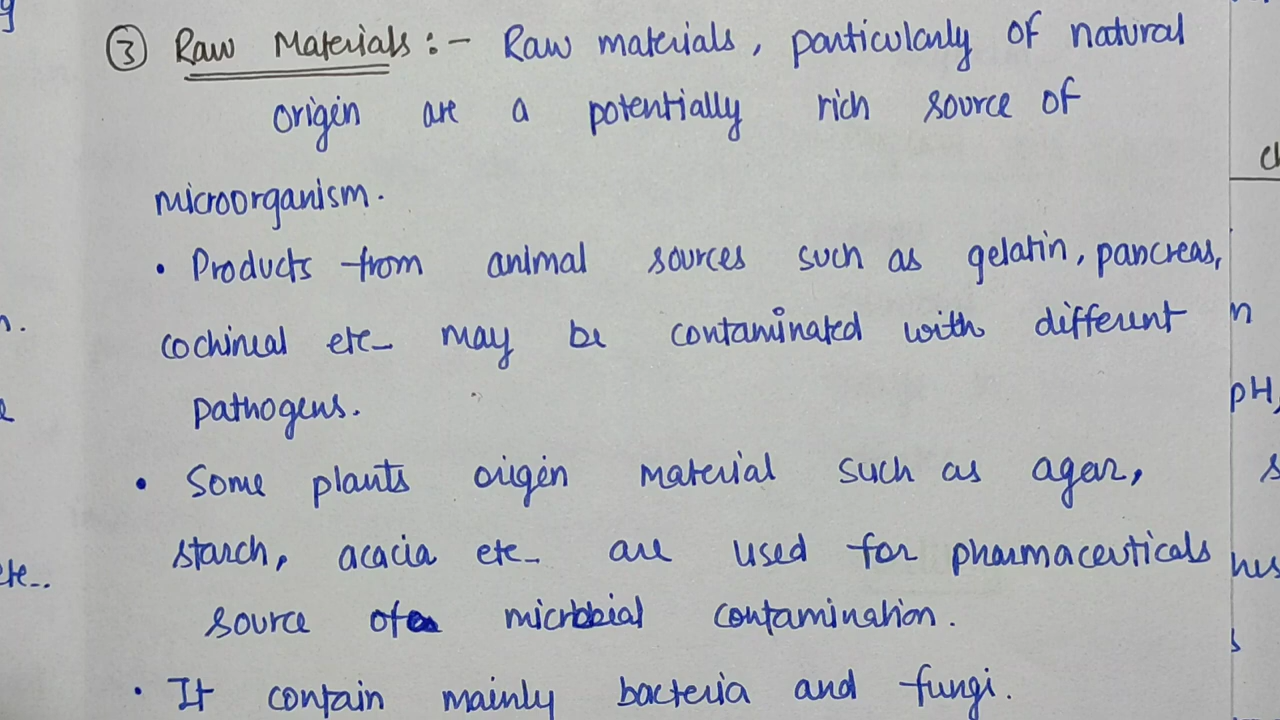 ③ Raw Materials :- Raw materials, particularly of natural
origin are a potentially rich source of
microorganism.
• Products from animal sources such as gelatin, pancreas,
cochineal etc- may be contaminated with different
pathogens.
• Some plants origin material such as agar,
starch, acacia etc- are used for pharmaceuticals
source of microbial contamination.
• It contain mainly bacteria and fungi.
pH,